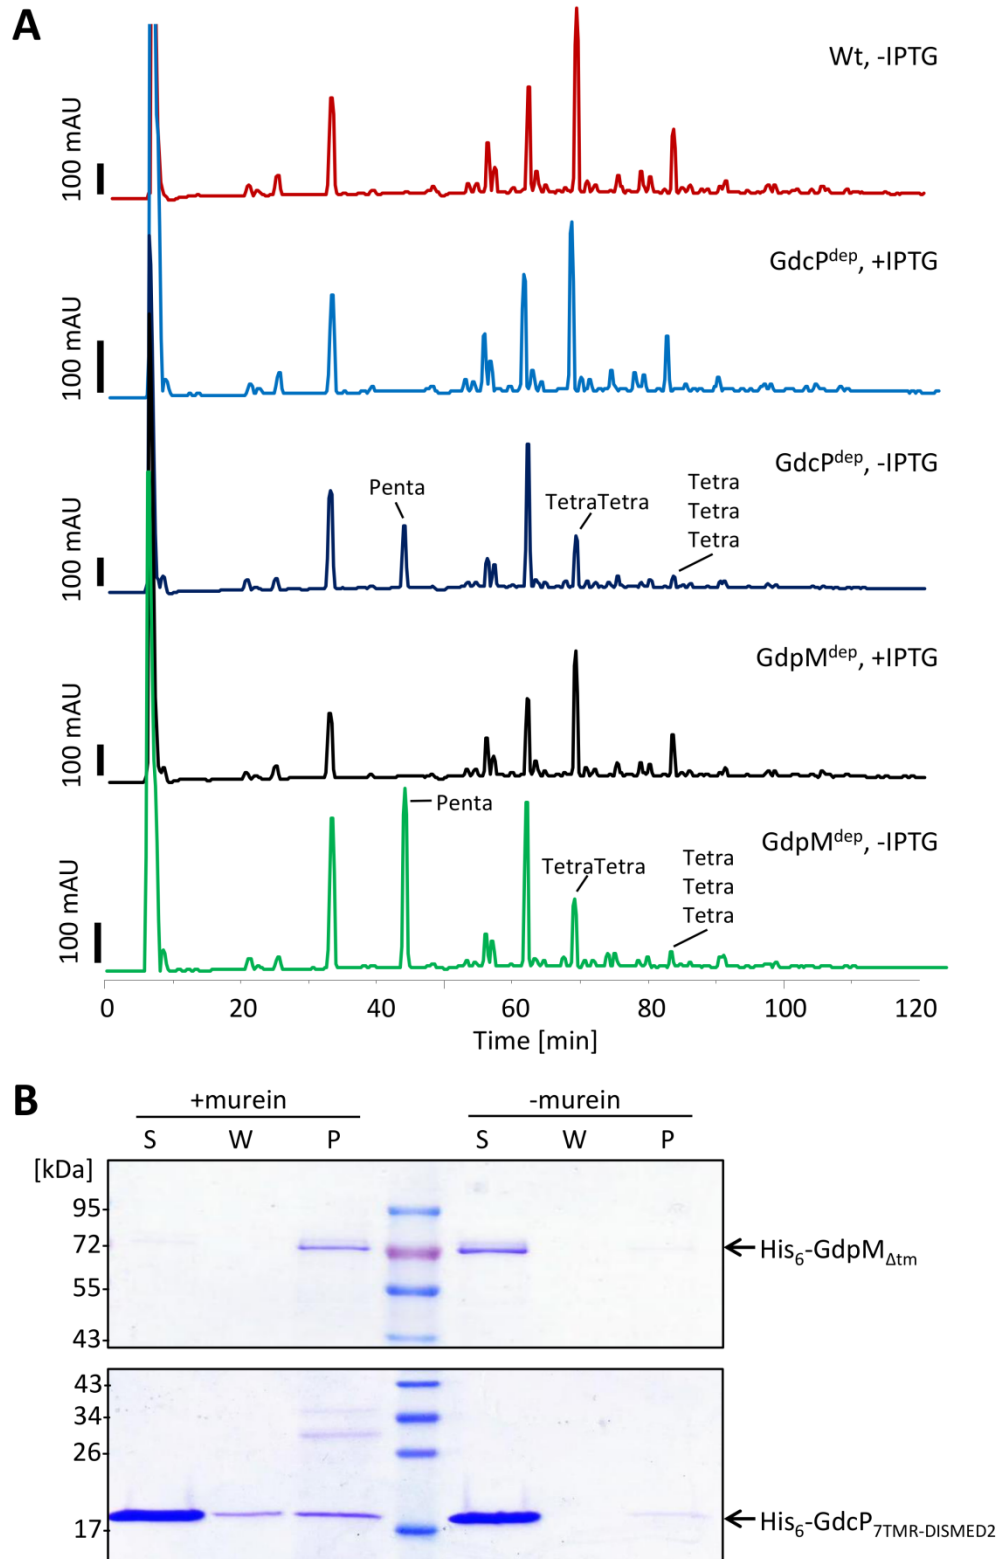 A
Wt, -IPTG
100 mAU
GdcPdep, +IPTG
100 mAU
GdcPdep, -IPTG
Penta
TetraTetra
Tetra
Tetra
Tetra
100 mAU
GdpMdep, +IPTG
100 mAU
GdpMdep, -IPTG
Penta
TetraTetra
Tetra
Tetra
Tetra
100 mAU
0 20 40 60 80 100 120
Time [min]
B
+murein -murein
S W P S W P
[kDa]
95-
72-
His6-GdpMΔtm
55-
43-
43-
34-
26-
17-
His6-GdcP7TMR-DISMED2